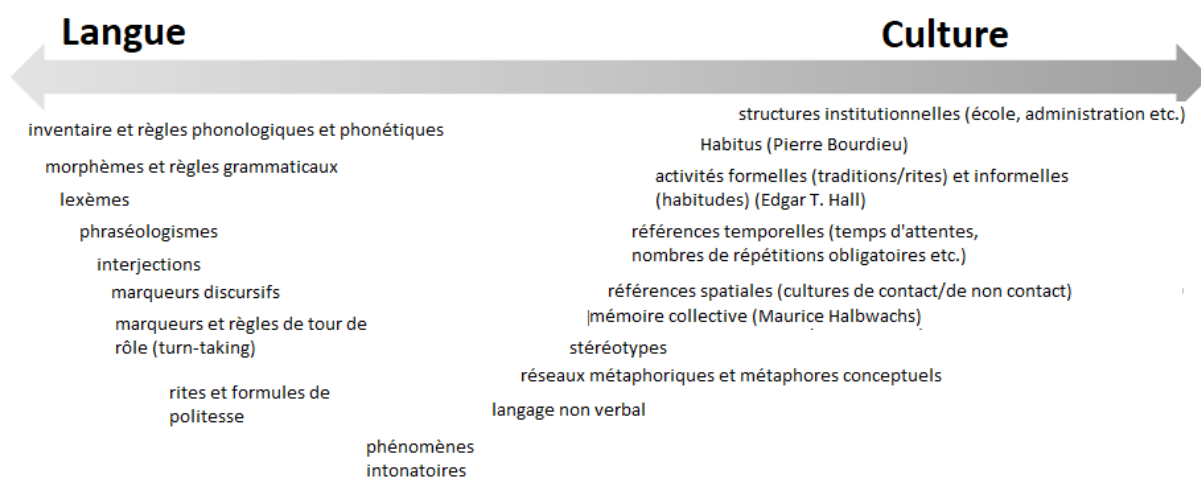 Langue
Culture
inventaire et règles phonologiques et phonétiques
morphèmes et règles grammaticaux
lexèmes
phraséologismes
interjections
marqueurs discursifs
marqueurs et règles de tour de
rôle (turn-taking)
rites et formules de
politesse
phénomènes
intonatoires
structures institutionnelles (école, administration etc.)
Habitus (Pierre Bourdieu)
activités formelles (traditions/rites) et informelles
(habitudes) (Edgar T. Hall)
références temporelles (temps d'attentes,
nombres de répétitions obligatoires etc.)
références spatiales (cultures de contact/de non contact)
mémoire collective (Maurice Halbwachs)
stéréotypes
réseaux métaphoriques et métaphores conceptuels
langage non verbal